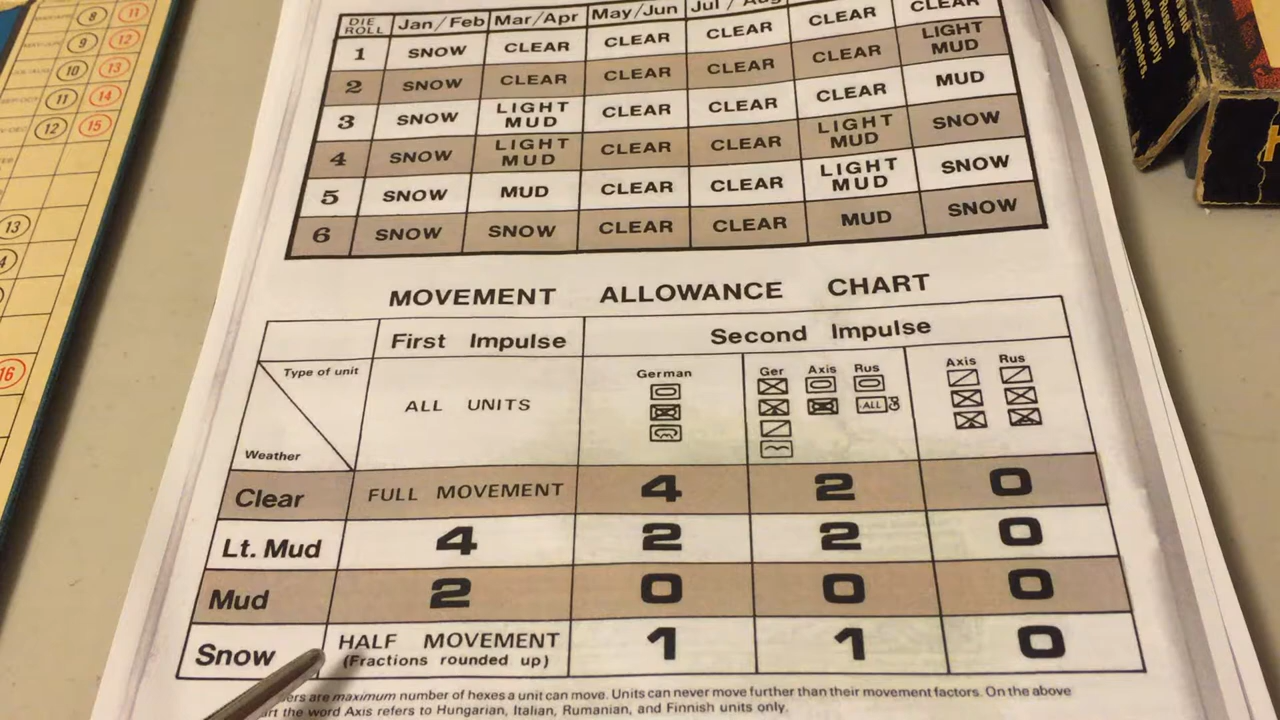 DIE ROLL Jan/Feb Mar/Apr May/Jun Jul / Aug
1 SNOW CLEAR CLEAR CLEAR CLEAR CLEAR
2 SNOW CLEAR CLEAR CLEAR CLEAR LIGHT MUD
3 SNOW LIGHT MUD CLEAR CLEAR CLEAR MUD
4 SNOW LIGHT MUD CLEAR CLEAR LIGHT MUD SNOW
5 SNOW MUD CLEAR CLEAR LIGHT MUD SNOW
6 SNOW SNOW CLEAR CLEAR MUD SNOW
MOVEMENT ALLOWANCE CHART
First Impulse Second Impulse
Type of unit
Weather
ALL UNITS
German
Ger Axis Rus
ALL
Axis Rus
Clear FULL MOVEMENT 4 2 0
Lt. Mud 4 2 2 0
Mud 2 0 0 0
Snow HALF MOVEMENT 1 1 0
(Fractions rounded up)
are maximum number of hexes a unit can move. Units can never move further than their movement factors. On the above
the word Axis refers to Hungarian, Italian, Rumanian, and Finnish units only.
8 11
9 12
10 13
11 14
12 15
13
16
and
and supply
Russian
numbers.